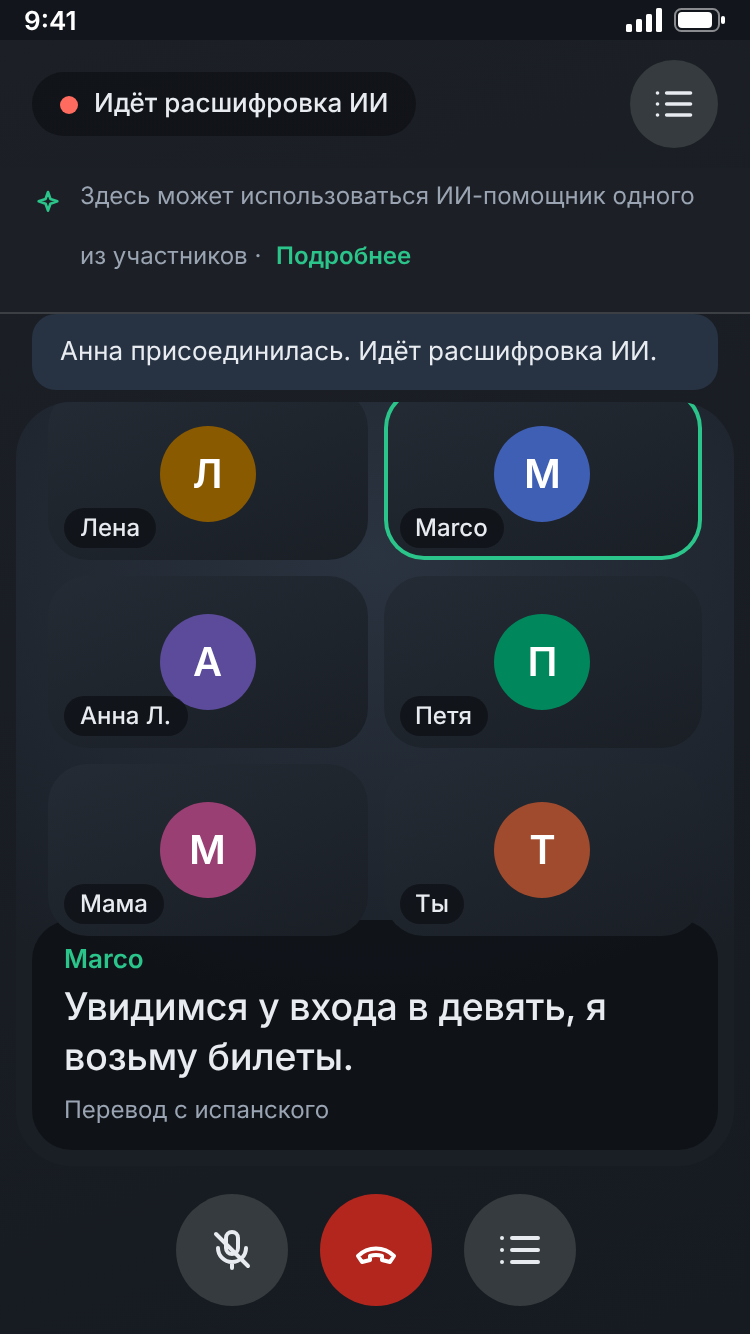 9:41
Идёт расшифровка ИИ
Здесь может использоваться ИИ-помощник одного
из участников · Подробнее
Анна присоединилась. Идёт расшифровка ИИ.
Л
Лена
М
Marco
А
Анна Л.
П
Петя
М
Мама
Т
Ты
Marco
Увидимся у входа в девять, я
возьму билеты.
Перевод с испанского